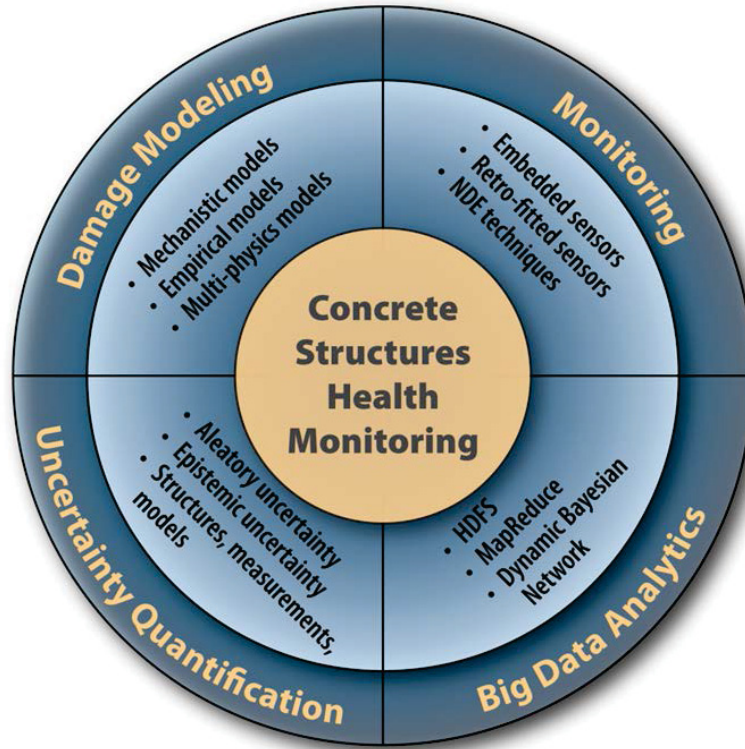 Damage Modeling
• Mechanistic models
• Empirical models
• Multi-physics models
Monitoring
• Embedded sensors
• Retro-fitted sensors
• NDE techniques
Concrete
Structures
Health
Monitoring
Uncertainty Quantification
• Aleatory uncertainty
• Epistemic uncertainty
• Structures, measurements,
models
Big Data Analytics
• HDFS
• MapReduce
• Dynamic Bayesian
Network